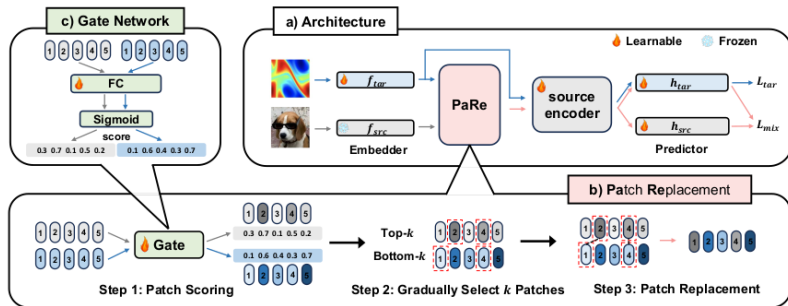 c) Gate Network
1 2 3 4 5 1 2 3 4 5
FC
Sigmoid
score
0.3 0.7 0.1 0.5 0.2 0.1 0.6 0.4 0.3 0.7
a) Architecture
Learnable Frozen
f_tar
f_src
Embedder
PaRe
source
encoder
h_tar
h_src
Predictor
L_tar
L_mix
b) Patch Replacement
1 2 3 4 5
1 2 3 4 5
Gate
1 2 3 4 5
0.3 0.7 0.1 0.5 0.2
0.1 0.6 0.4 0.3 0.7
1 2 3 4 5
Step 1: Patch Scoring
Top-k
1 2 3 4 5
Bottom-k
1 2 3 4 5
Step 2: Gradually Select k Patches
1 2 3 4 5
1 2 3 4 5
1 2 3 4 5
Step 3: Patch Replacement